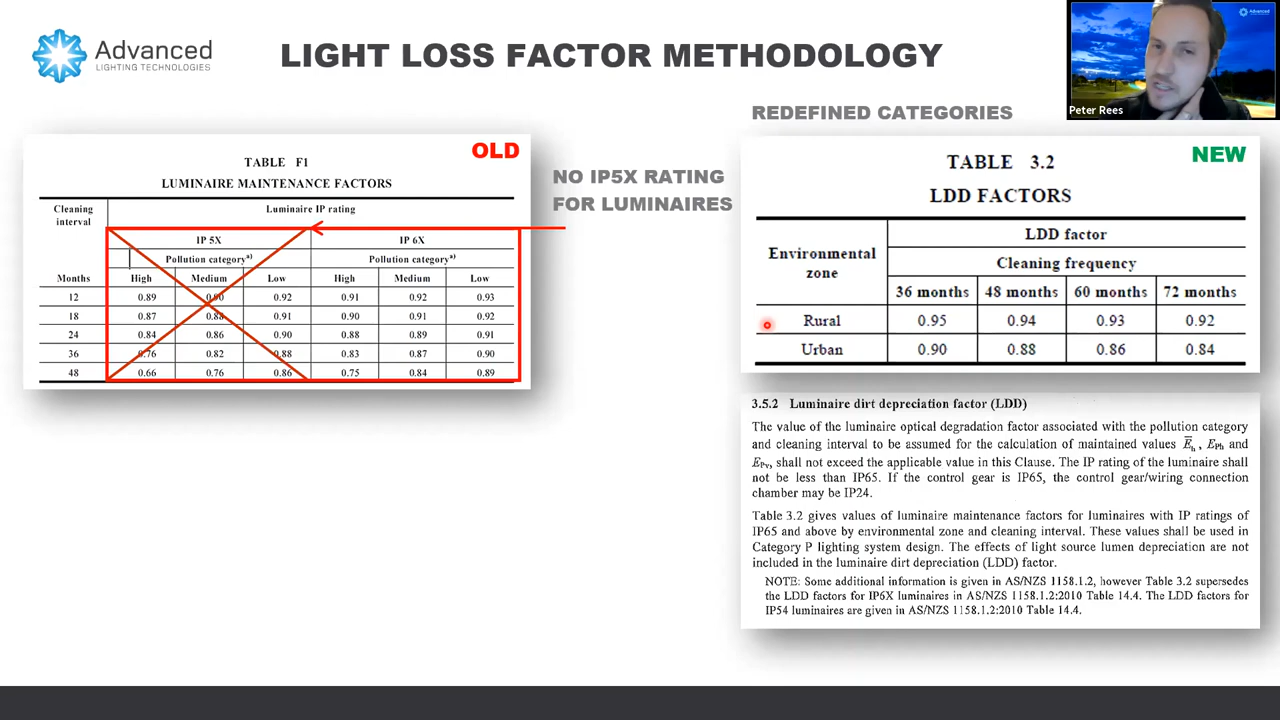 Advanced
LIGHTING TECHNOLOGIES
LIGHT LOSS FACTOR METHODOLOGY
Advanced
Peter Rees
REDEFINED CATEGORIES
OLD
TABLE F1
LUMINAIRE MAINTENANCE FACTORS
Cleaning interval Luminaire IP rating
IP 5X IP 6X
Pollution category a) Pollution category a)
Months High Medium Low High Medium Low
12 0.89 0.90 0.92 0.91 0.92 0.93
18 0.87 0.88 0.91 0.90 0.91 0.92
24 0.84 0.86 0.90 0.88 0.89 0.91
36 0.76 0.82 0.88 0.83 0.87 0.90
48 0.66 0.76 0.86 0.75 0.84 0.89
NO IP5X RATING
FOR LUMINAIRES
NEW
TABLE 3.2
LDD FACTORS
Environmental zone LDD factor
Cleaning frequency
36 months 48 months 60 months 72 months
Rural 0.95 0.94 0.93 0.92
Urban 0.90 0.88 0.86 0.84
3.5.2 Luminaire dirt depreciation factor (LDD)
The value of the luminaire optical degradation factor associated with the pollution category
and cleaning interval to be assumed for the calculation of maintained values Ēh, EPh and
EPv, shall not exceed the applicable value in this Clause. The IP rating of the luminaire shall
not be less than IP65. If the control gear is IP65, the control gear/wiring connection
chamber may be IP24.
Table 3.2 gives values of luminaire maintenance factors for luminaires with IP ratings of
IP65 and above by environmental zone and cleaning interval. These values shall be used in
Category P lighting system design. The effects of light source lumen depreciation are not
included in the luminaire dirt depreciation (LDD) factor.
NOTE: Some additional information is given in AS/NZS 1158.1.2, however Table 3.2 supersedes
the LDD factors for IP6X luminaires in AS/NZS 1158.1.2:2010 Table 14.4. The LDD factors for
IP54 luminaires are given in AS/NZS 1158.1.2:2010 Table 14.4.